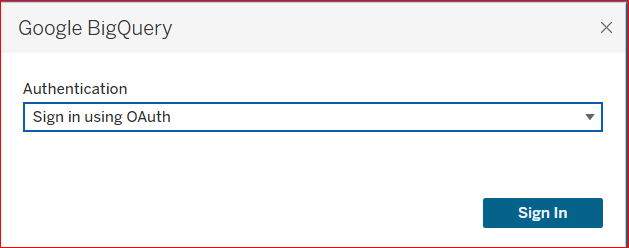 Google BigQuery
Authentication
Sign in using OAuth
Sign In